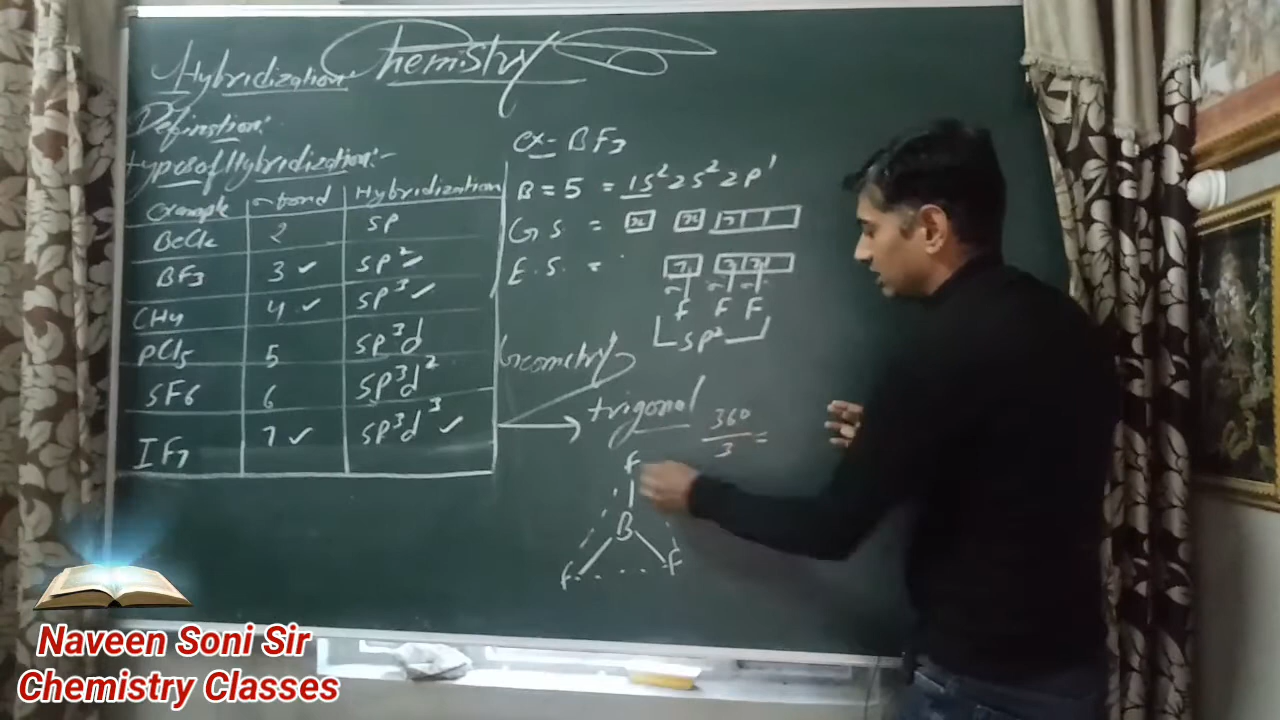 Chemistry
Hybridization:-
Definition:-
types of Hybridization:-
Example σ bond Hybridization
BeCl2 2 sp
BF3 3 ✓ sp2 ✓
CH4 4 ✓ sp3 ✓
PCl5 5 sp3d
SF6 6 sp3d2
IF7 7 ✓ sp3d3 ✓
ex- BF3
B = 5 = 1s2 2s2 2p1
G.S. =
E.S. =
F F F
sp2
Geometry
trigonal
360/3 =
F
B
F F
Naveen Soni Sir
Chemistry Classes